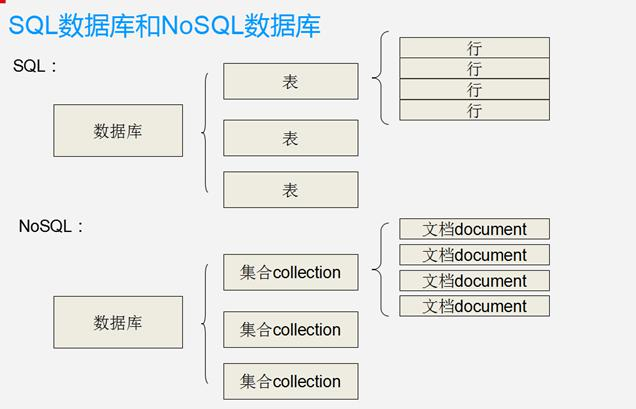 SQL数据库和NoSQL数据库
SQL：
数据库
表
表
表
行
行
行
行
NoSQL：
数据库
集合collection
集合collection
集合collection
文档document
文档document
文档document
文档document